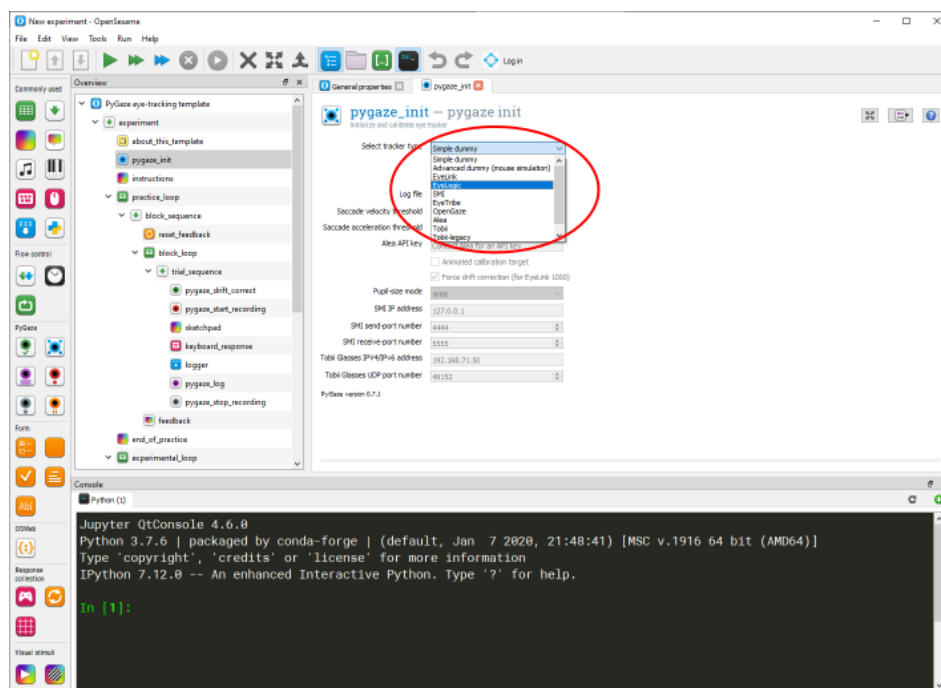 New experiment - OpenSesame
File Edit View Tools Run Help
Log in
Commonly used
Overview
General properties
pygaze_init
PyGaze eye-tracking template
experiment
about_this_template
pygaze_init
instructions
practice_loop
block_sequence
reset_feedback
block_loop
trial_sequence
pygaze_drift_correct
pygaze_start_recording
sketchpad
keyboard_response
logger
pygaze_log
pygaze_stop_recording
feedback
end_of_practice
experimental_loop
Flow control
PyGaze
Form
OSWeb
Response
collection
Visual stimuli
pygaze_init — pygaze init
Initialize and calibrate eye tracker
Select tracker type Simple dummy
Simple dummy
Advanced dummy (mouse simulation)
EyeLink
EyeLogic
SMI
EyeTribe
OpenGaze
Alea
Tobii
Tobii-legacy
Log file
Saccade velocity threshold
Saccade acceleration threshold
Alea API key for an API key
Animated calibration target
Force drift correction (for EyeLink 1000)
Pupil-size mode area
SMI IP address 127.0.0.1
SMI send-port number 4444
SMI receive-port number 5555
Tobii Glasses IPV4/IPv6 address 192.168.71.50
Tobii Glasses UDP port number 49152
PyGaze version 0.7.1
Console
Python (1)
Jupyter QtConsole 4.6.0
Python 3.7.6 | packaged by conda-forge | (default, Jan 7 2020, 21:48:41) [MSC v.1916 64 bit (AMD64)]
Type 'copyright', 'credits' or 'license' for more information
IPython 7.12.0 -- An enhanced Interactive Python. Type '?' for help.
In [1]: